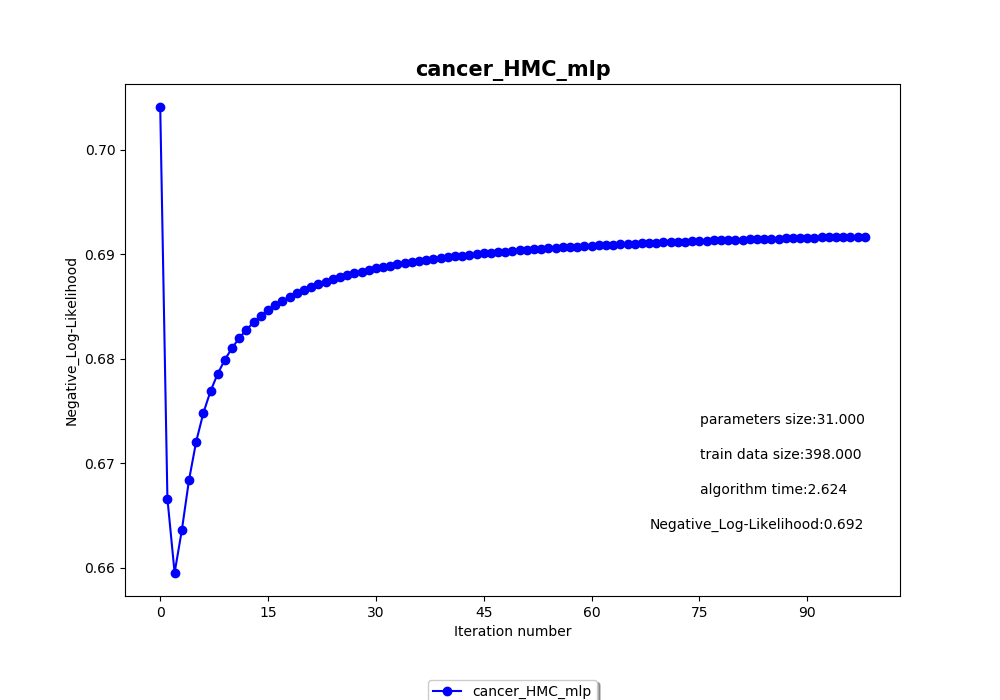 cancer_HMC_mlp
Negative_Log-Likelihood
0.70
0.69
0.68
0.67
0.66
parameters size:31.000
train data size:398.000
algorithm time:2.624
Negative_Log-Likelihood:0.692
0 15 30 45 60 75 90
Iteration number
cancer_HMC_mlp